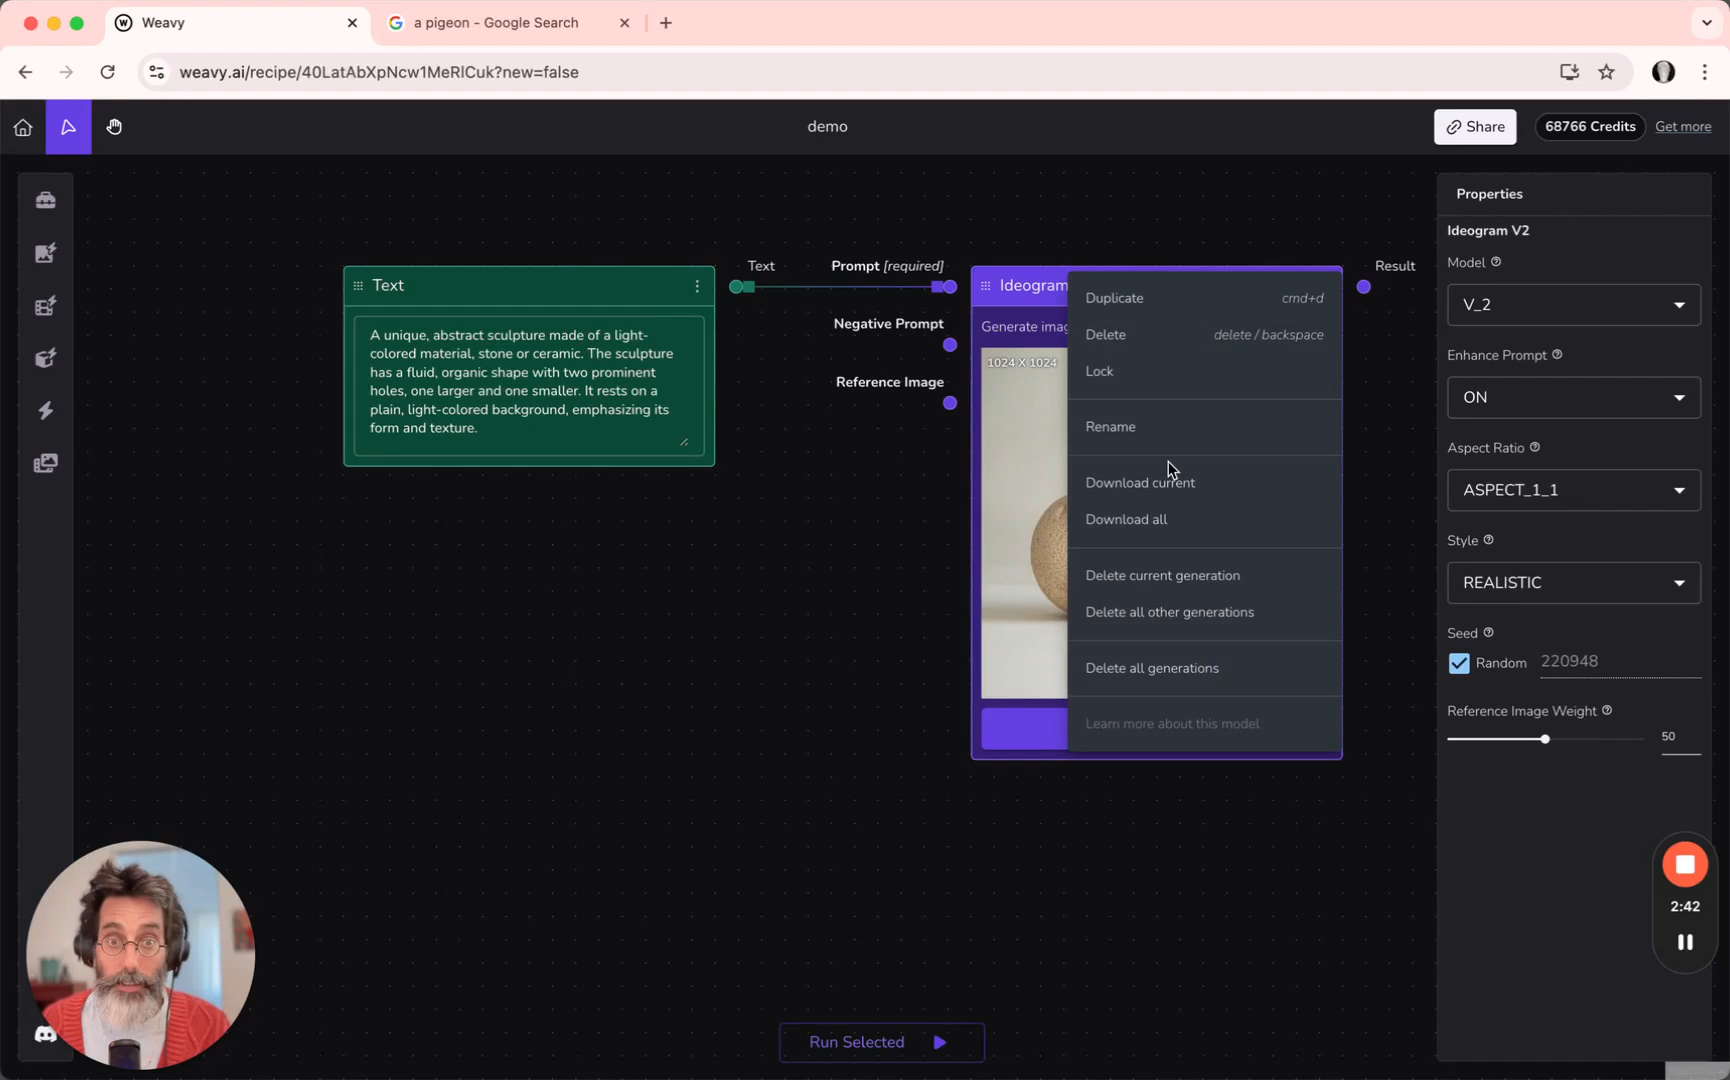 Weavy
a pigeon - Google Search
weavy.ai/recipe/40LatAbXpNcw1MeRlCuk?new=false
demo
Share
68766 Credits
Get more
Properties
Ideogram V2
Model
V_2
Enhance Prompt
ON
Aspect Ratio
ASPECT_1_1
Style
REALISTIC
Seed
Random
220948
Reference Image Weight
50
Text
A unique, abstract sculpture made of a light-
colored material, stone or ceramic. The sculpture
has a fluid, organic shape with two prominent
holes, one larger and one smaller. It rests on a
plain, light-colored background, emphasizing its
form and texture.
Text
Prompt [required]
Negative Prompt
Reference Image
Ideogram
Generate imag
1024 X 1024
Result
Duplicate cmd+d
Delete delete / backspace
Lock
Rename
Download current
Download all
Delete current generation
Delete all other generations
Delete all generations
Learn more about this model
2:42
Run Selected